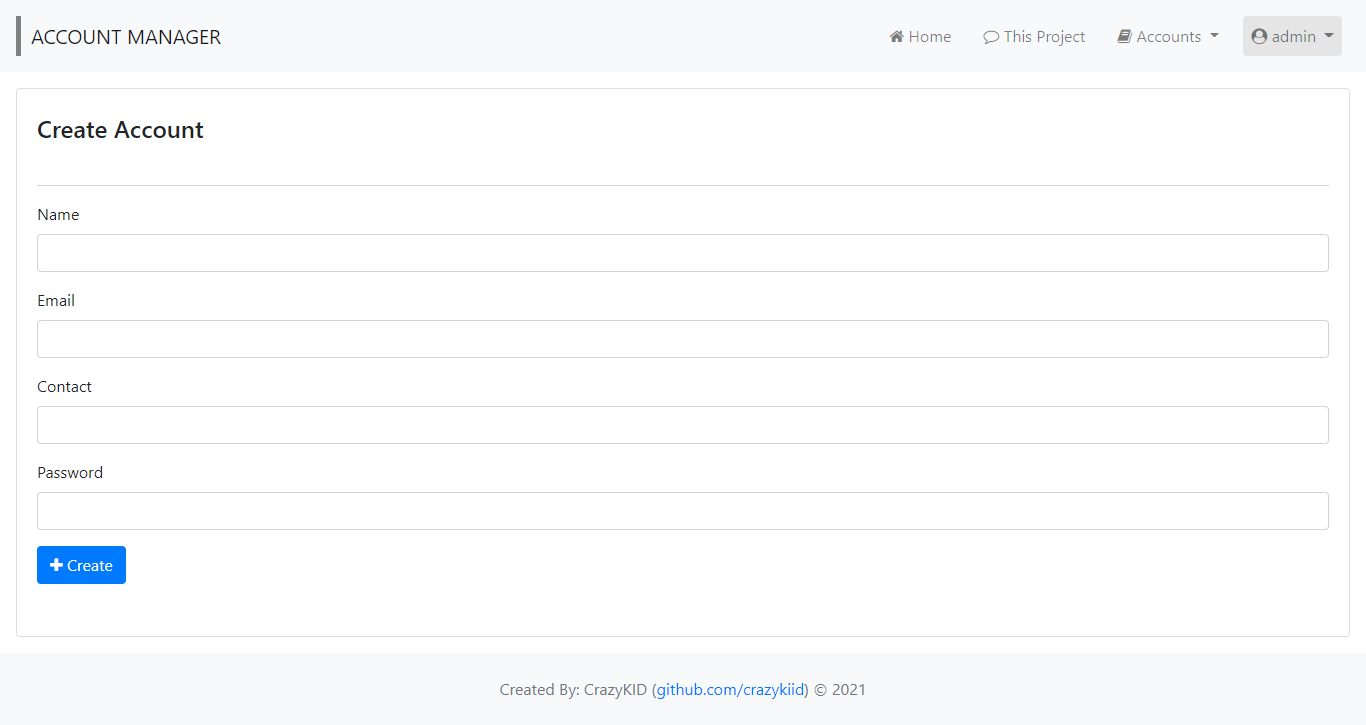 ACCOUNT MANAGER Home This Project Accounts admin
Create Account
Name
Email
Contact
Password
Create
Created By: CrazyKID (github.com/crazykiid) © 2021